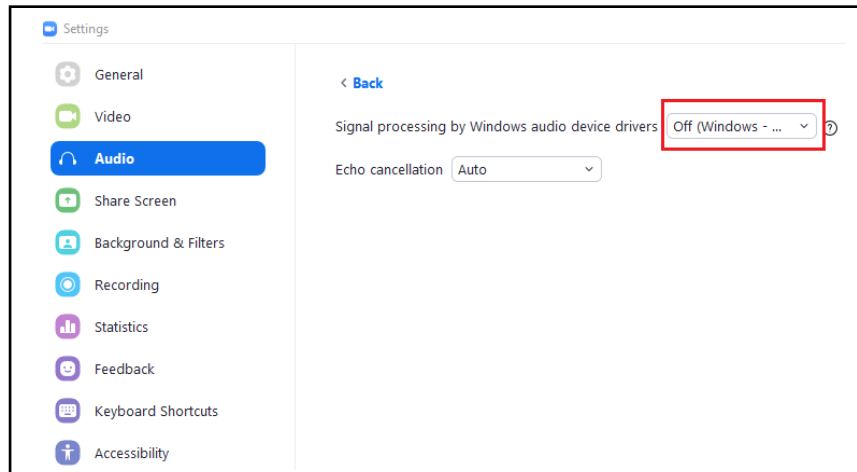 Settings
General
Video
Audio
Share Screen
Background & Filters
Recording
Statistics
Feedback
Keyboard Shortcuts
Accessibility
< Back
Signal processing by Windows audio device drivers Off (Windows - ...
Echo cancellation Auto